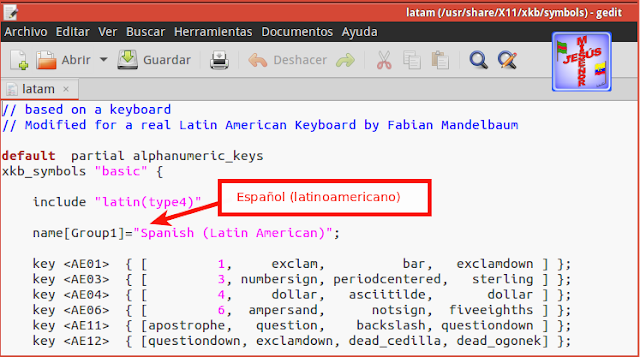 latam (/usr/share/X11/xkb/symbols) - gedit
Archivo Editar Ver Buscar Herramientas Documentos Ayuda
Abrir Guardar Deshacer
MISTER JESÚS
latam ×
// based on a keyboard
// Modified for a real Latin American Keyboard by Fabian Mandelbaum
default partial alphanumeric_keys
xkb_symbols "basic" {
include "latin(type4)"
Español (latinoamericano)
name[Group1]="Spanish (Latin American)";
key <AE01> { [ 1, exclam, bar, exclamdown ] };
key <AE03> { [ 3, numbersign, periodcentered, sterling ] };
key <AE04> { [ 4, dollar, asciitilde, dollar ] };
key <AE06> { [ 6, ampersand, notsign, fiveeighths ] };
key <AE11> { [apostrophe, question, backslash, questiondown ] };
key <AE12> { [questiondown, exclamdown, dead_cedilla, dead_ogonek] };